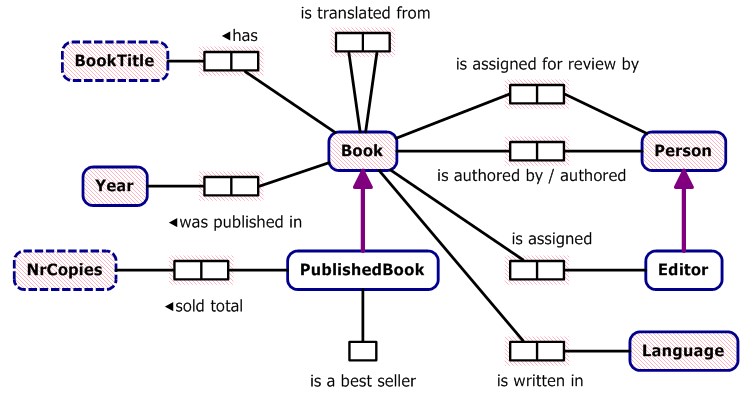 is translated from
◄has
BookTitle
is assigned for review by
Book
Person
is authored by / authored
Year
◄was published in
is assigned
NrCopies
PublishedBook
Editor
◄sold total
Language
is a best seller
is written in